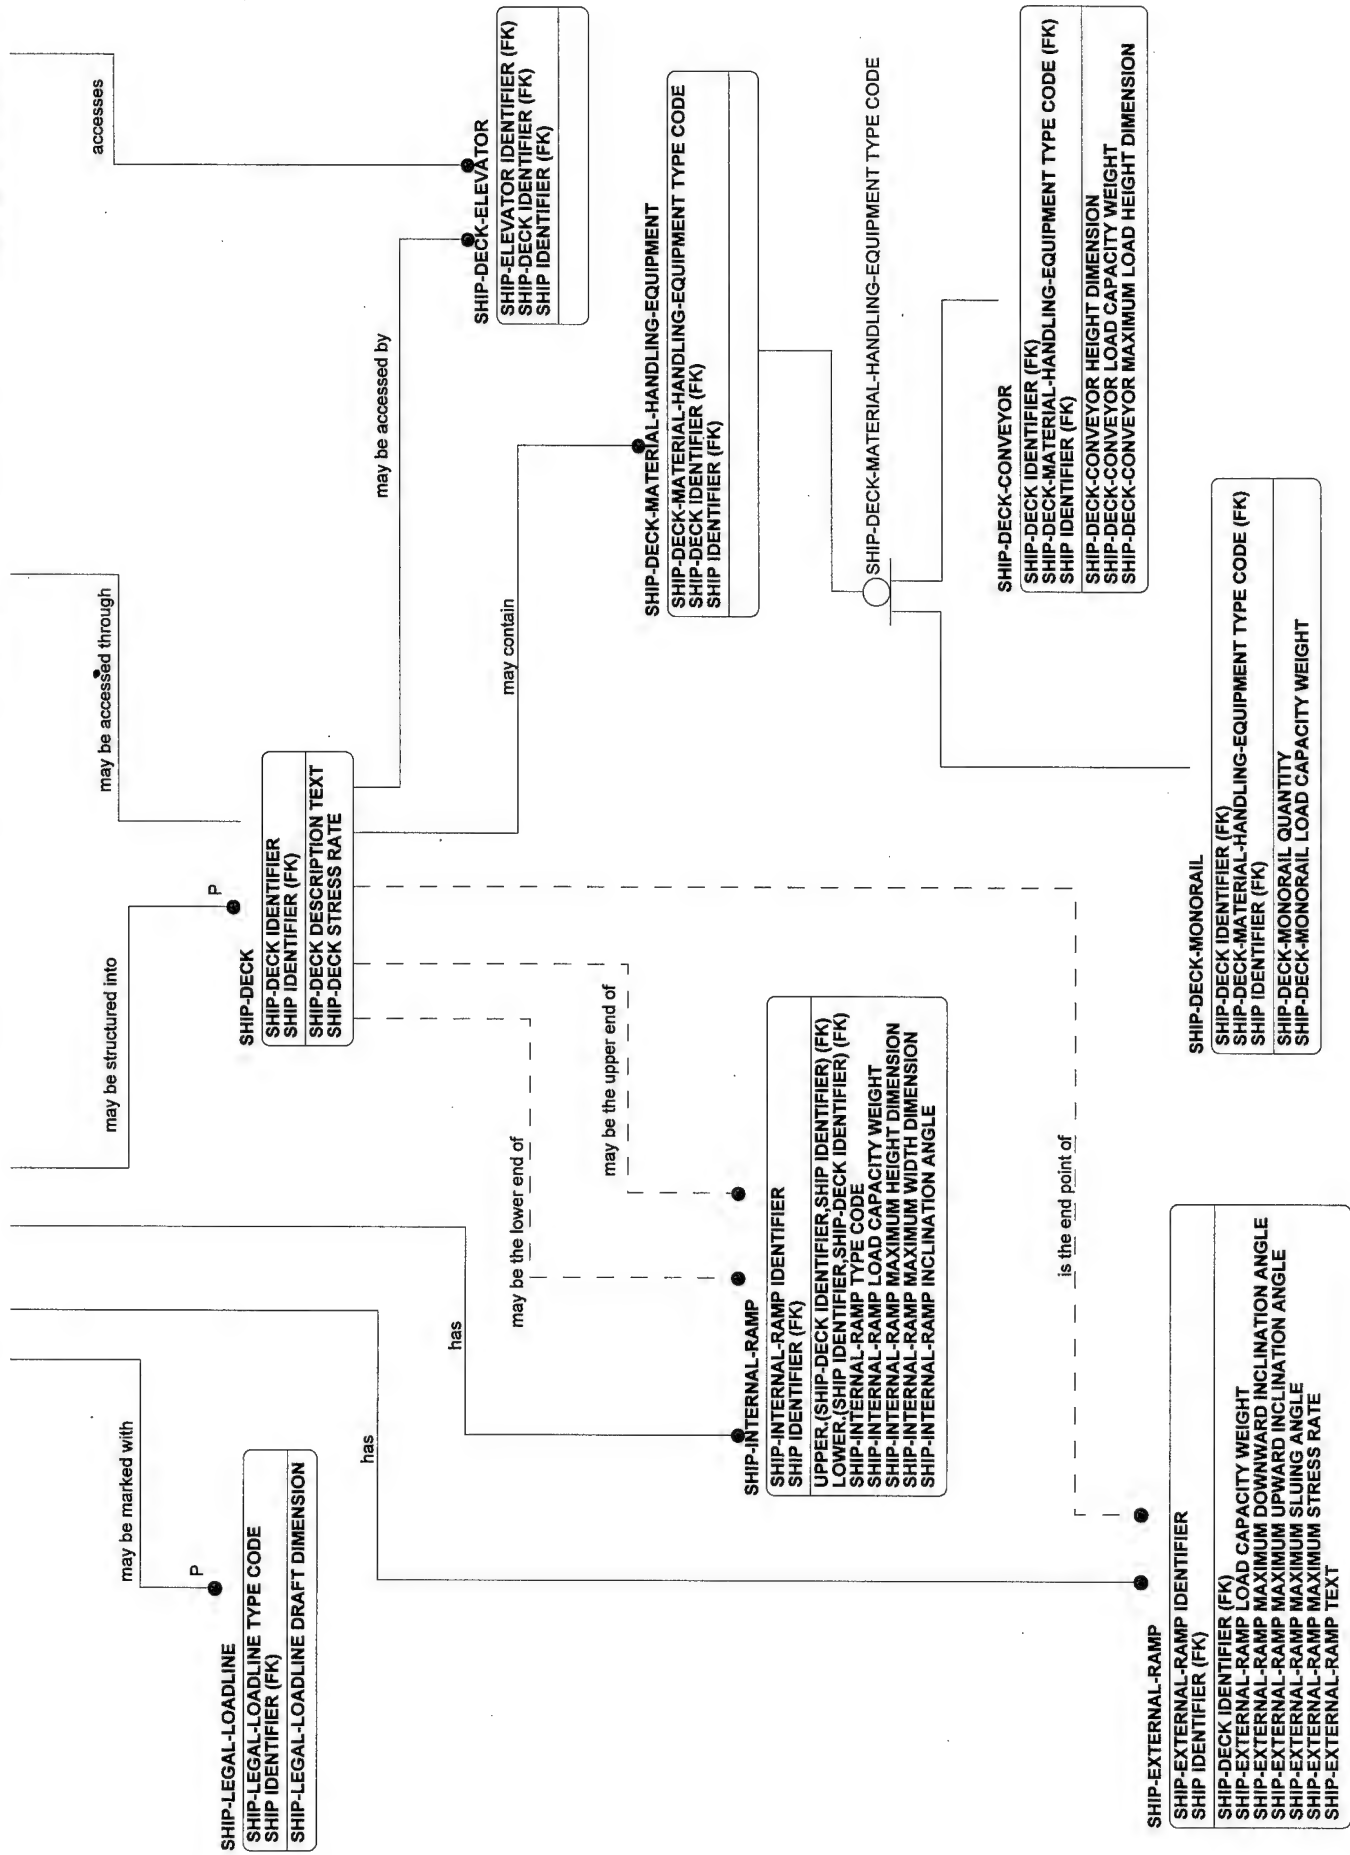 may be marked with
P
SHIP-LEGAL-LOADLINE
SHIP-LEGAL-LOADLINE TYPE CODE
SHIP IDENTIFIER (FK)
SHIP-LEGAL-LOADLINE DRAFT DIMENSION
has
has
may be structured into
P
may be accessed through
accesses
SHIP-DECK
SHIP-DECK IDENTIFIER
SHIP IDENTIFIER (FK)
SHIP-DECK DESCRIPTION TEXT
SHIP-DECK STRESS RATE
may be accessed by
SHIP-DECK-ELEVATOR
SHIP-ELEVATOR IDENTIFIER (FK)
SHIP-DECK IDENTIFIER (FK)
SHIP IDENTIFIER (FK)
may be the lower end of
may be the upper end of
may contain
SHIP-DECK-MATERIAL-HANDLING-EQUIPMENT
SHIP-DECK-MATERIAL-HANDLING-EQUIPMENT TYPE CODE
SHIP-DECK IDENTIFIER (FK)
SHIP IDENTIFIER (FK)
SHIP-INTERNAL-RAMP
SHIP-INTERNAL-RAMP IDENTIFIER
SHIP IDENTIFIER (FK)
UPPER.(SHIP-DECK IDENTIFIER,SHIP IDENTIFIER) (FK)
LOWER.(SHIP IDENTIFIER,SHIP-DECK IDENTIFIER) (FK)
SHIP-INTERNAL-RAMP TYPE CODE
SHIP-INTERNAL-RAMP LOAD CAPACITY WEIGHT
SHIP-INTERNAL-RAMP MAXIMUM HEIGHT DIMENSION
SHIP-INTERNAL-RAMP MAXIMUM WIDTH DIMENSION
SHIP-INTERNAL-RAMP INCLINATION ANGLE
SHIP-DECK-MATERIAL-HANDLING-EQUIPMENT TYPE CODE
is the end point of
SHIP-DECK-CONVEYOR
SHIP-DECK IDENTIFIER (FK)
SHIP-DECK-MATERIAL-HANDLING-EQUIPMENT TYPE CODE (FK)
SHIP IDENTIFIER (FK)
SHIP-DECK-CONVEYOR HEIGHT DIMENSION
SHIP-DECK-CONVEYOR LOAD CAPACITY WEIGHT
SHIP-DECK-CONVEYOR MAXIMUM LOAD HEIGHT DIMENSION
SHIP-EXTERNAL-RAMP
SHIP-EXTERNAL-RAMP IDENTIFIER
SHIP IDENTIFIER (FK)
SHIP-DECK IDENTIFIER (FK)
SHIP-EXTERNAL-RAMP LOAD CAPACITY WEIGHT
SHIP-EXTERNAL-RAMP MAXIMUM DOWNWARD INCLINATION ANGLE
SHIP-EXTERNAL-RAMP MAXIMUM UPWARD INCLINATION ANGLE
SHIP-EXTERNAL-RAMP MAXIMUM SLUING ANGLE
SHIP-EXTERNAL-RAMP MAXIMUM STRESS RATE
SHIP-EXTERNAL-RAMP TEXT
SHIP-DECK-MONORAIL
SHIP-DECK IDENTIFIER (FK)
SHIP-DECK-MATERIAL-HANDLING-EQUIPMENT TYPE CODE (FK)
SHIP IDENTIFIER (FK)
SHIP-DECK-MONORAIL QUANTITY
SHIP-DECK-MONORAIL LOAD CAPACITY WEIGHT